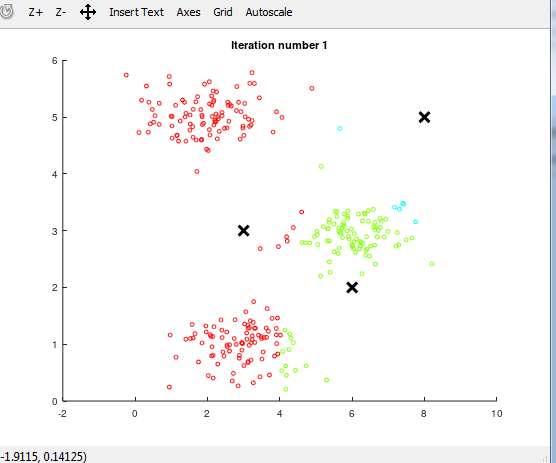 Z+ Z- Insert Text Axes Grid Autoscale
Iteration number 1
6
5
4
3
2
1
0
-2 0 2 4 6 8 10
-1.9115, 0.14125)